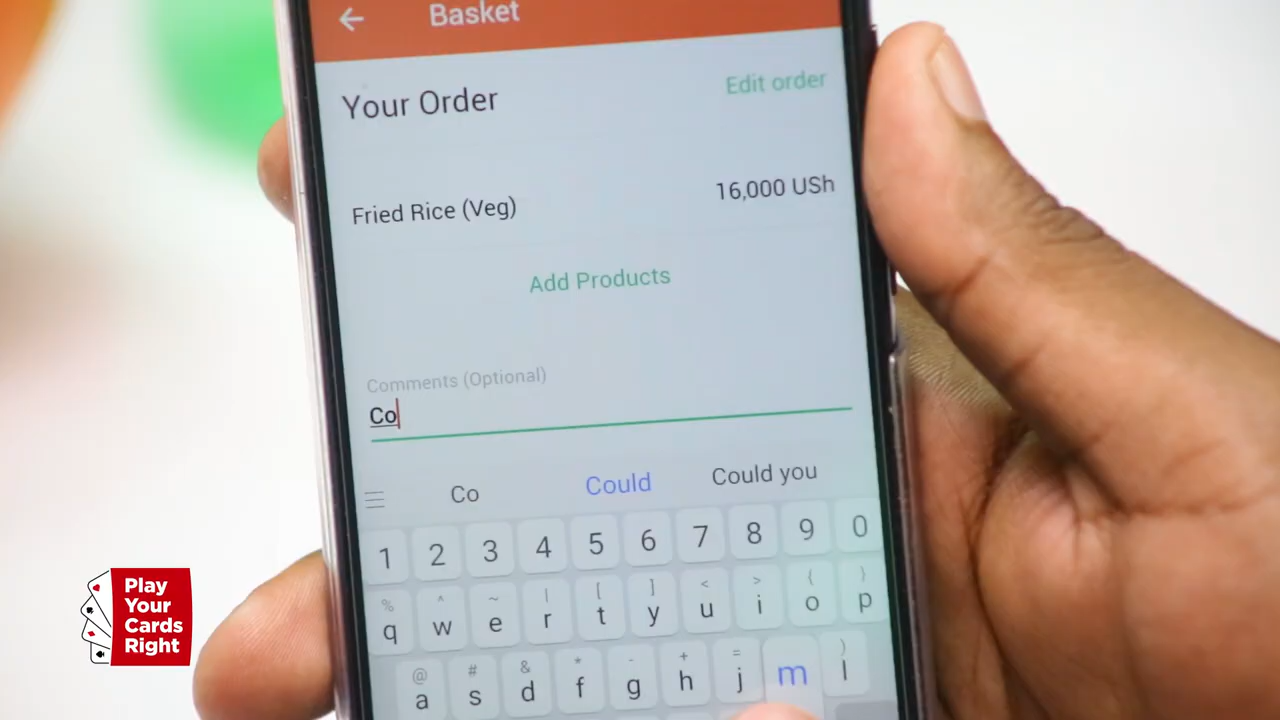 Basket
Your Order
Edit order
Fried Rice (Veg)
16,000 USh
Add Products
Comments (Optional)
Co
Co
Could
Could you
1 2 3 4 5 6 7 8 9 0
% ^ ~ | [ ] < > { }
q w e r t y u i o p
@ # & * - + = )
a s d f g h j m l
Play
Your
Cards
Right